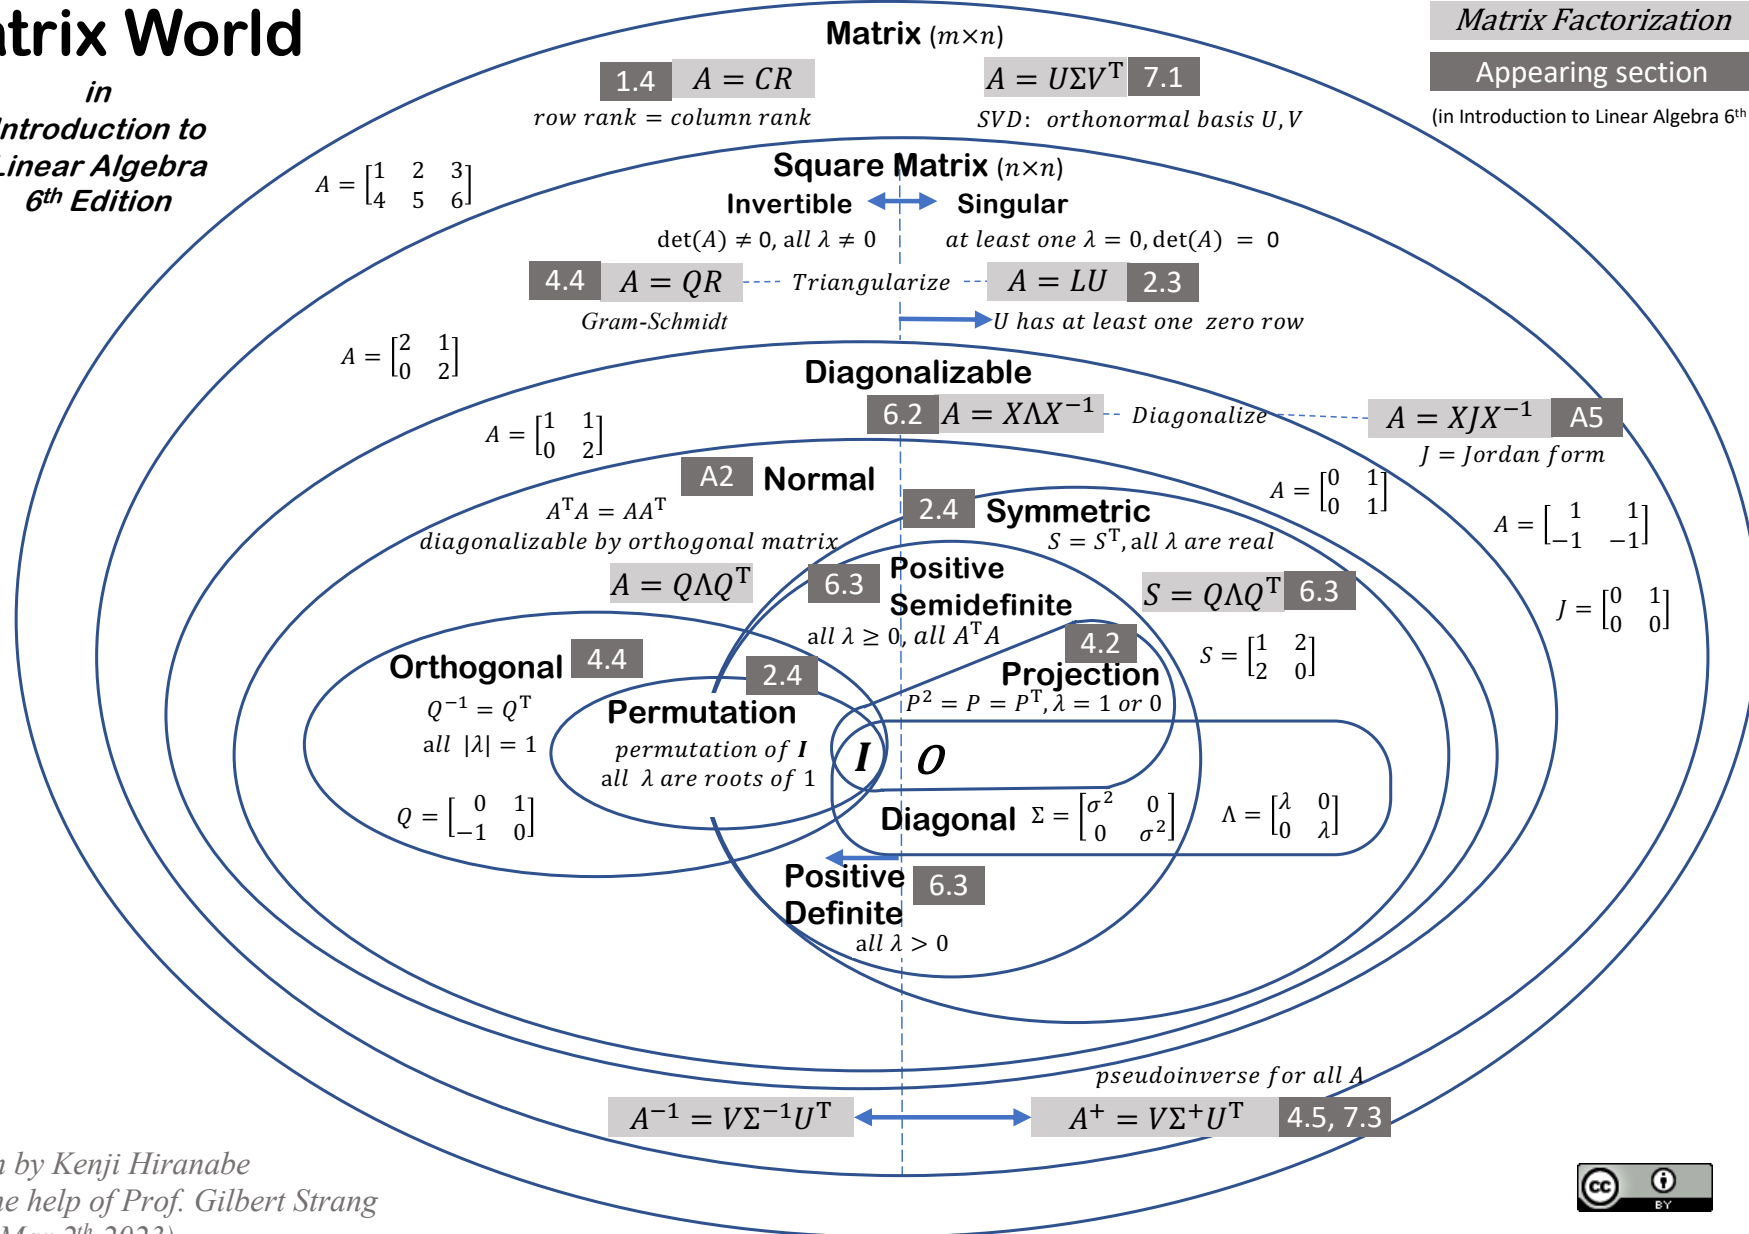 trix World
in
Introduction to
Linear Algebra
6th Edition
Matrix (m×n)
1.4 A = CR
row rank = column rank
A = UΣVᵀ 7.1
SVD: orthonormal basis U,V
Matrix Factorization
Appearing section
(in Introduction to Linear Algebra 6th
A = [1 2 3
4 5 6]
Square Matrix (n×n)
Invertible Singular
det(A) ≠ 0, all λ ≠ 0
at least one λ = 0, det(A) = 0
4.4 A = QR Triangularize A = LU 2.3
Gram-Schmidt
U has at least one zero row
A = [2 1
0 2]
Diagonalizable
6.2 A = XΛX⁻¹ Diagonalize A = XJX⁻¹ A5
J = Jordan form
A = [1 1
0 2]
A2 Normal
AᵀA = AAᵀ
diagonalizable by orthogonal matrix
A = QΛQᵀ
2.4 Symmetric
S = Sᵀ, all λ are real
A = [0 1
0 1]
A = [1 1
−1 −1]
J = [0 1
0 0]
6.3 Positive
Semidefinite
all λ ≥ 0, all AᵀA
S = QΛQᵀ 6.3
S = [1 2
2 0]
4.2
Projection
P² = P = Pᵀ, λ = 1 or 0
Orthogonal 4.4
Q⁻¹ = Qᵀ
all |λ| = 1
Q = [0 1
−1 0]
2.4
Permutation
permutation of I
all λ are roots of 1
I O
Diagonal Σ = [σ² 0
0 σ²]
Λ = [λ 0
0 λ]
Positive
Definite
6.3
all λ > 0
pseudoinverse for all A
A⁻¹ = VΣ⁻¹Uᵀ A⁺ = VΣ⁺Uᵀ 4.5, 7.3
n by Kenji Hiranabe
he help of Prof. Gilbert Strang
May 2th 2023)
cc BY